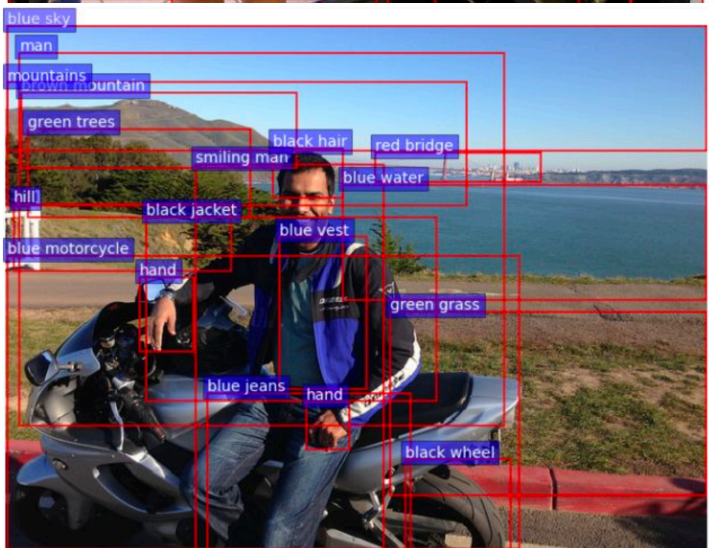 blue sky
man
mountains
brown mountain
green trees
black hair
red bridge
smiling man
blue water
hill
black jacket
blue vest
blue motorcycle
hand
green grass
blue jeans
hand
black wheel